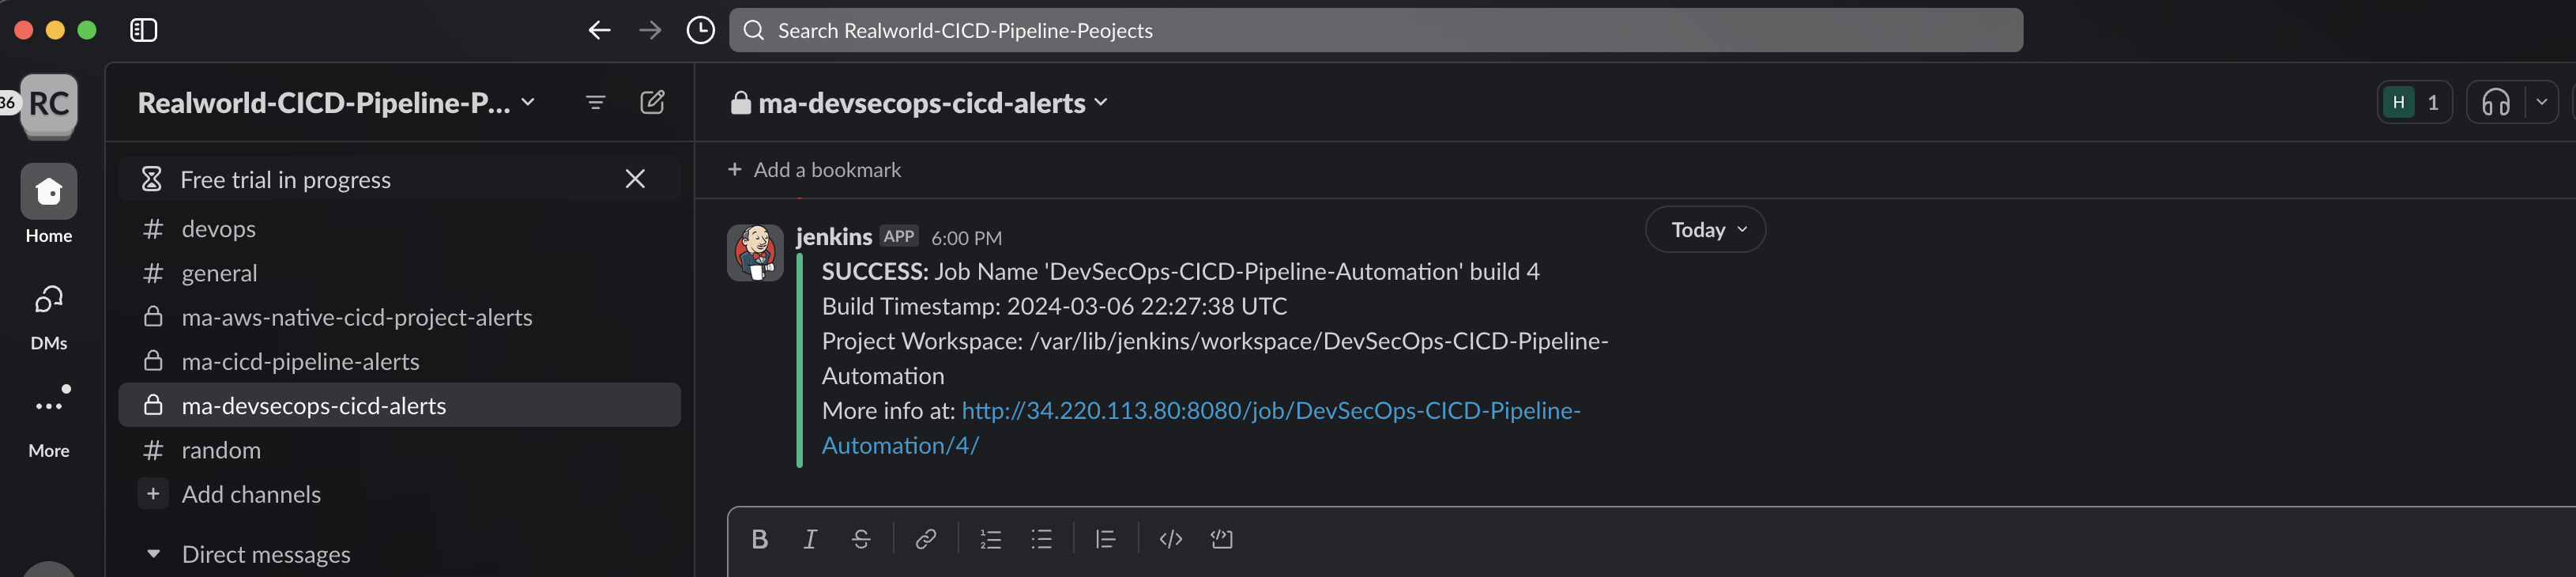 Search Realworld-CICD-Pipeline-Peojects
36
RC
Home
DMs
More
Realworld-CICD-Pipeline-P...
Free trial in progress
# devops
# general
ma-aws-native-cicd-project-alerts
ma-cicd-pipeline-alerts
ma-devsecops-cicd-alerts
# random
+ Add channels
Direct messages
ma-devsecops-cicd-alerts
H 1
+ Add a bookmark
Today
jenkins APP 6:00 PM
SUCCESS: Job Name 'DevSecOps-CICD-Pipeline-Automation' build 4
Build Timestamp: 2024-03-06 22:27:38 UTC
Project Workspace: /var/lib/jenkins/workspace/DevSecOps-CICD-Pipeline-
Automation
More info at: http://34.220.113.80:8080/job/DevSecOps-CICD-Pipeline-
Automation/4/